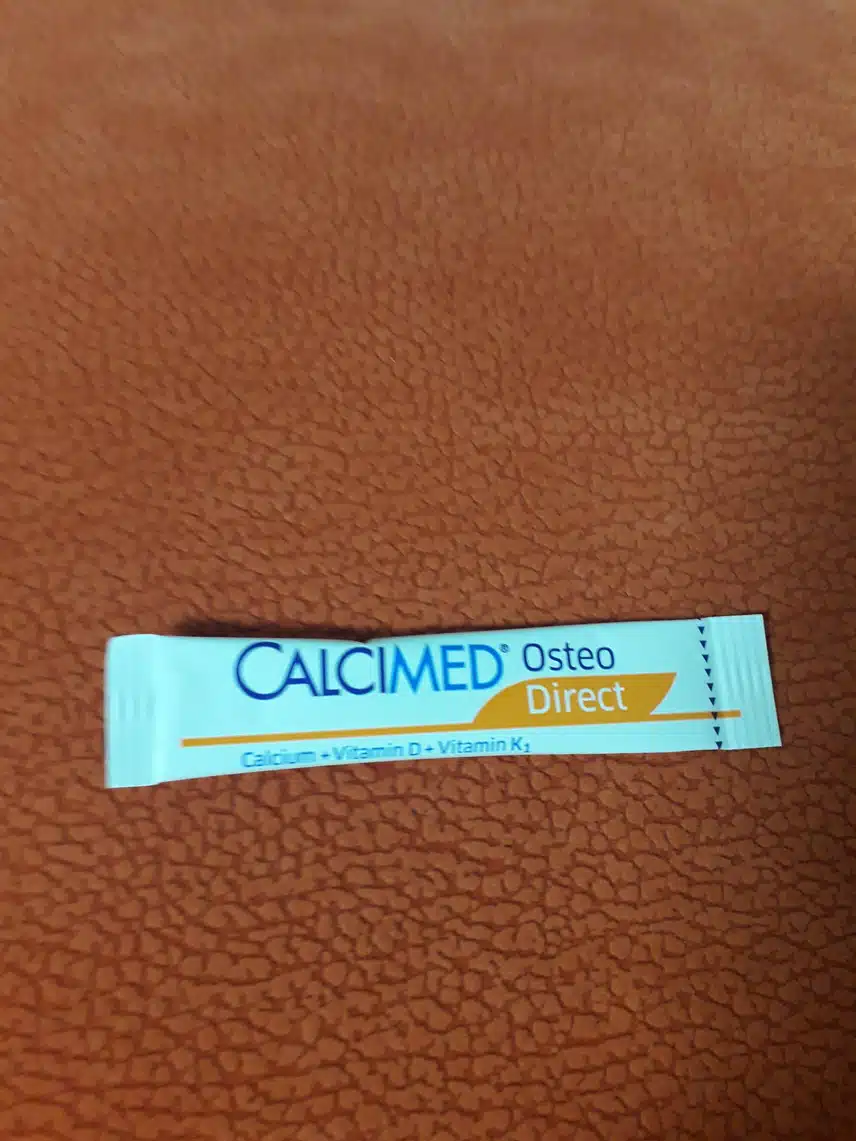 CALCIMED® Osteo
Direct
Calcium + Vitamin D + Vitamin K₁